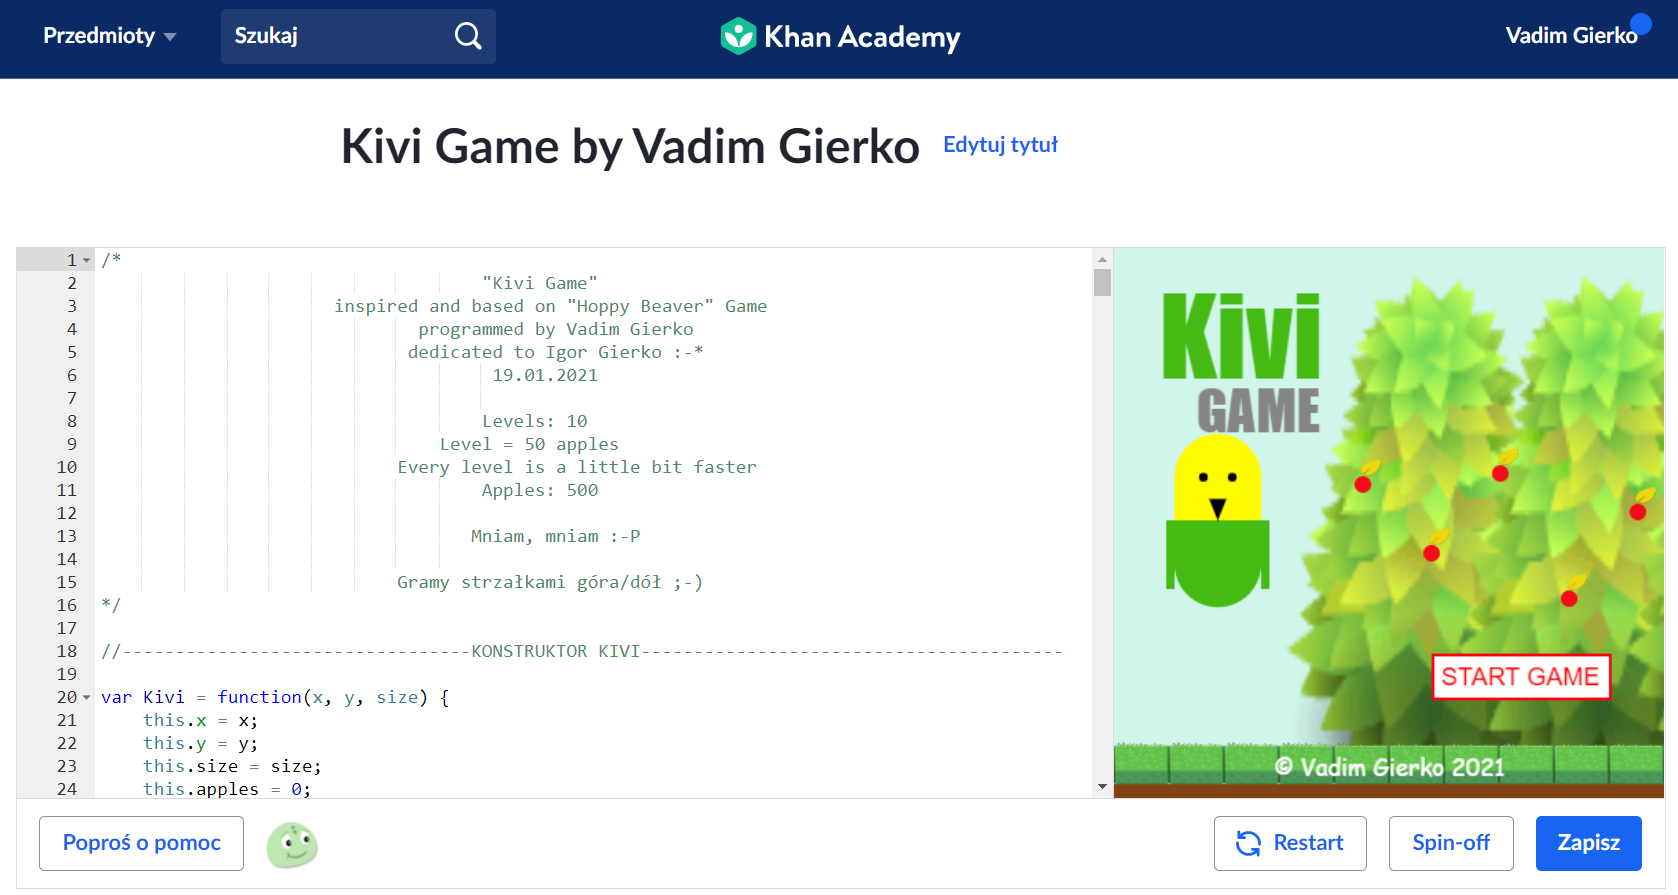 Przedmioty
Szukaj
Khan Academy
Vadim Gierko
Kivi Game by Vadim Gierko
Edytuj tytuł
1 /*
2 "Kivi Game"
3 inspired and based on "Hoppy Beaver" Game
4 programmed by Vadim Gierko
5 dedicated to Igor Gierko :-*
6 19.01.2021
7
8 Levels: 10
9 Level = 50 apples
10 Every level is a little bit faster
11 Apples: 500
12
13 Mniam, mniam :-P
14
15 Gramy strzałkami góra/dół ;-)
16 */
17
18 //---------------------------------KONSTRUKTOR KIVI----------------------------------------
19
20 var Kivi = function(x, y, size) {
21 this.x = x;
22 this.y = y;
23 this.size = size;
24 this.apples = 0;
Kivi
GAME
START GAME
© Vadim Gierko 2021
Poproś o pomoc
Restart
Spin-off
Zapisz